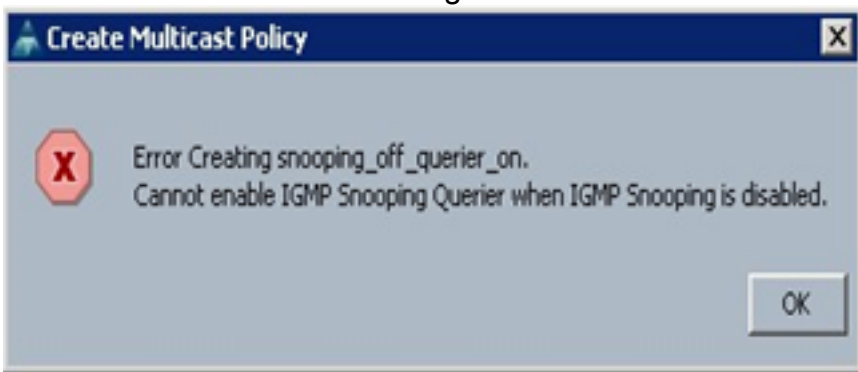 Create Multicast Policy
X
X
Error Creating snooping_off_querier_on.
Cannot enable IGMP Snooping Querier when IGMP Snooping is disabled.
OK